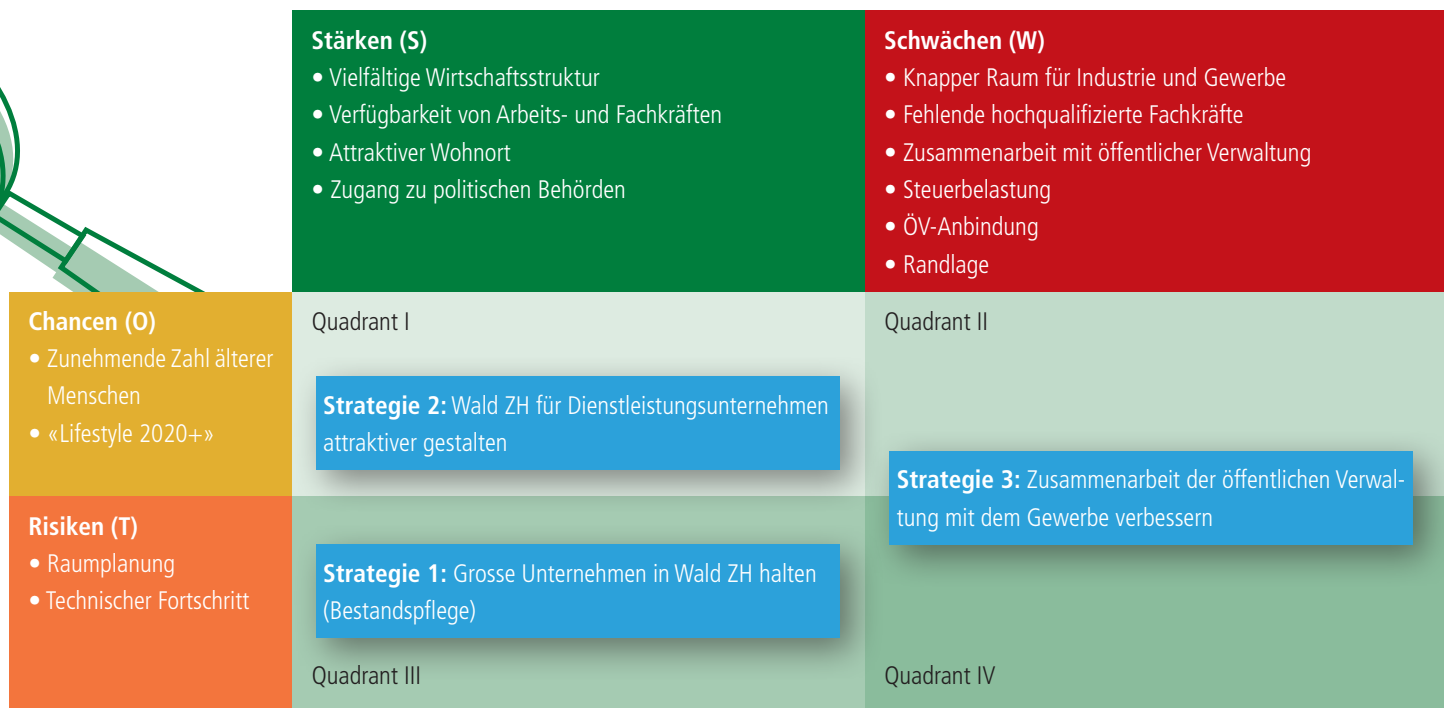 Stärken (S)
• Vielfältige Wirtschaftsstruktur
• Verfügbarkeit von Arbeits- und Fachkräften
• Attraktiver Wohnort
• Zugang zu politischen Behörden
Schwächen (W)
• Knapper Raum für Industrie und Gewerbe
• Fehlende hochqualifizierte Fachkräfte
• Zusammenarbeit mit öffentlicher Verwaltung
• Steuerbelastung
• ÖV-Anbindung
• Randlage
Chancen (O)
• Zunehmende Zahl älterer
Menschen
• «Lifestyle 2020+»
Quadrant I
Strategie 2: Wald ZH für Dienstleistungsunternehmen
attraktiver gestalten
Quadrant II
Strategie 3: Zusammenarbeit der öffentlichen Verwal-
tung mit dem Gewerbe verbessern
Risiken (T)
• Raumplanung
• Technischer Fortschritt
Strategie 1: Grosse Unternehmen in Wald ZH halten
(Bestandspflege)
Quadrant III
Quadrant IV